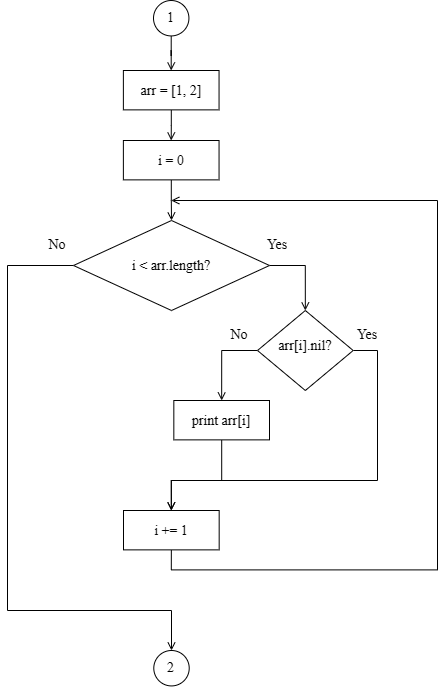 1
arr = [1, 2]
i = 0
No
Yes
i < arr.length?
No
Yes
arr[i].nil?
print arr[i]
i += 1
2